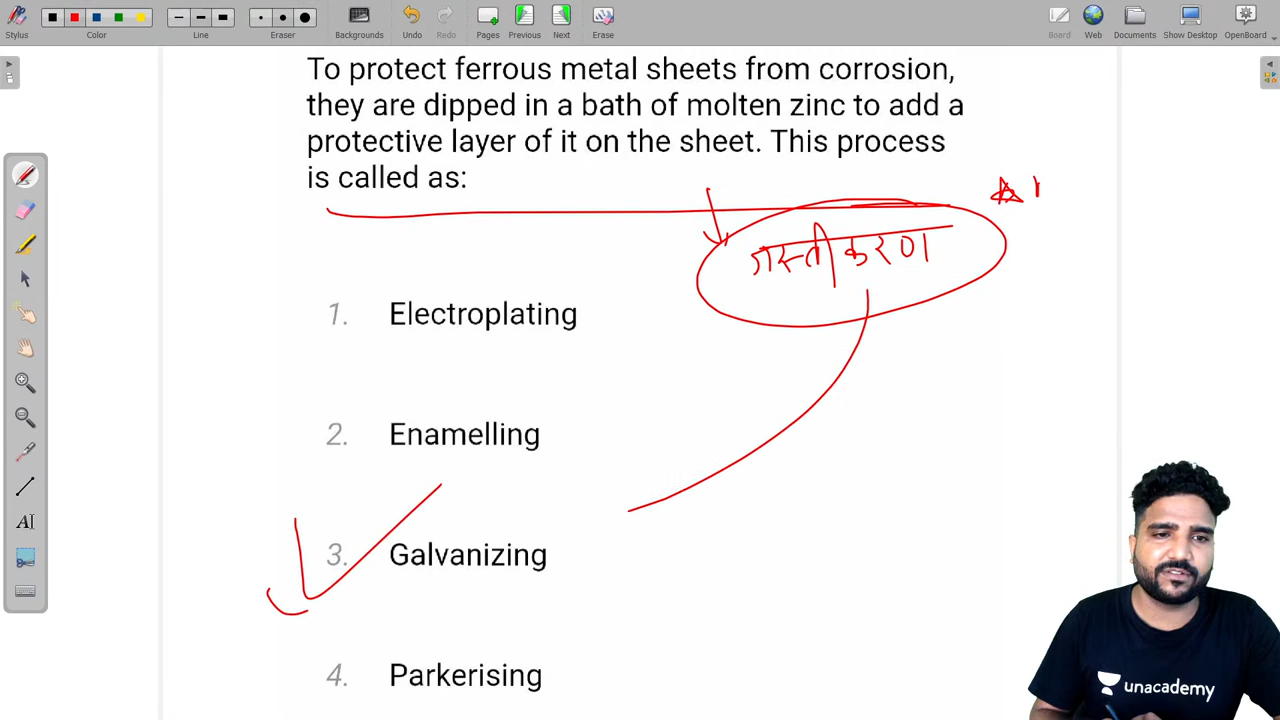 Stylus
Color
Line
Eraser
Backgrounds
Undo
Redo
Pages
Previous
Next
Erase
Board
Web
Documents
Show Desktop
OpenBoard
To protect ferrous metal sheets from corrosion,
they are dipped in a bath of molten zinc to add a
protective layer of it on the sheet. This process
is called as:
जस्तीकरण
1. Electroplating
2. Enamelling
3. Galvanizing
4. Parkerising
AI
unacademy